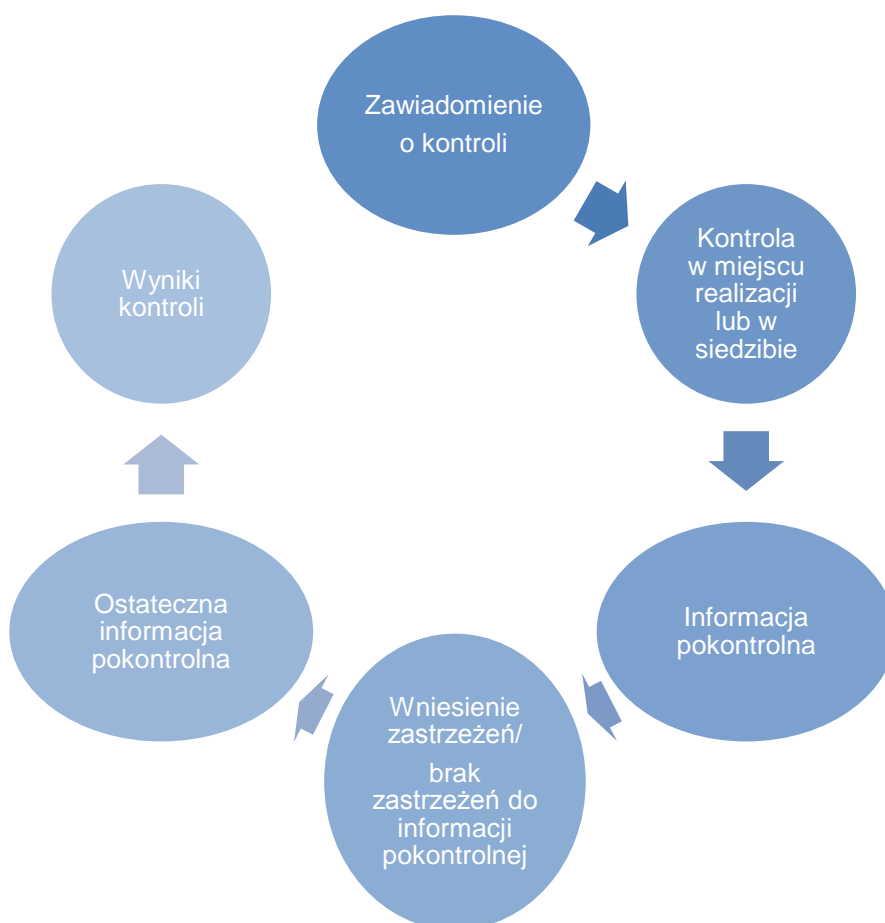 Zawiadomienie
o kontroli
Kontrola
w miejscu
realizacji
lub w
siedzibie
Informacja
pokontrolna
Wniesienie
zastrzeżeń/
brak
zastrzeżeń do
informacji
pokontrolnej
Ostateczna
informacja
pokontrolna
Wyniki
kontroli